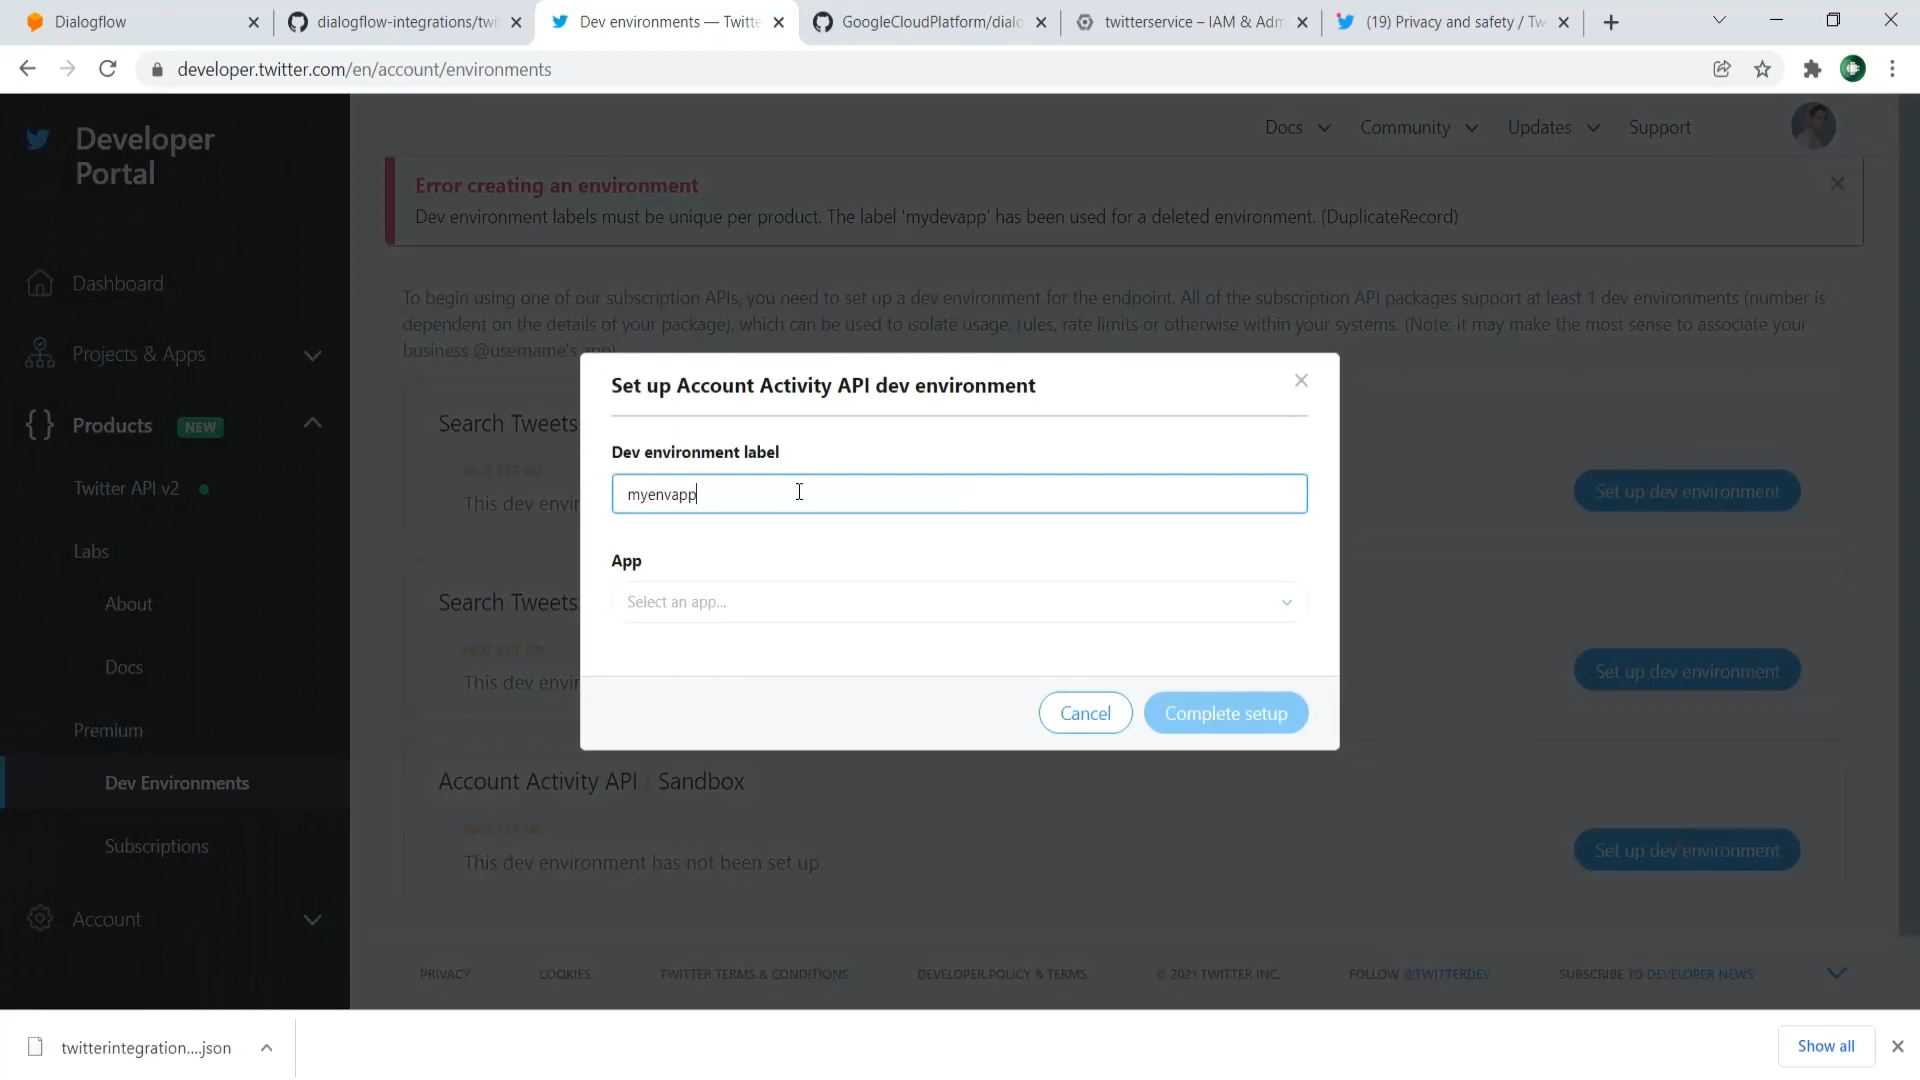 Dialogflow
dialogflow-integrations/twi
Dev environments — Twitte
GoogleCloudPlatform/dialo
twitterservice – IAM & Adm
(19) Privacy and safety / Tw
developer.twitter.com/en/account/environments
Developer
Portal
Docs
Community
Updates
Support
Error creating an environment
Dev environment labels must be unique per product. The label 'mydevapp' has been used for a deleted environment. (DuplicateRecord)
Dashboard
Projects & Apps
Products NEW
Twitter API v2
Labs
About
Docs
Premium
Dev Environments
Subscriptions
Account
To begin using one of our subscription APIs, you need to set up a dev environment for the endpoint. All of the subscription API packages support at least 1 dev environments (number is
dependent on the details of your package), which can be used to isolate usage, rules, rate limits or otherwise within your systems. (Note: it may make the most sense to associate your
business @username's app)
Search Tweets
NOT SET UP
This dev envir
Set up dev environment
Search Tweets
NOT SET UP
This dev envir
Set up dev environment
Account Activity API / Sandbox
NOT SET UP
This dev environment has not been set up.
Set up dev environment
Set up Account Activity API dev environment
Dev environment label
myenvapp
App
Select an app...
Cancel
Complete setup
PRIVACY
COOKIES
TWITTER TERMS & CONDITIONS
DEVELOPER POLICY & TERMS
© 2021 TWITTER INC.
FOLLOW @TWITTERDEV
SUBSCRIBE TO DEVELOPER NEWS
twitterintegration....json
Show all